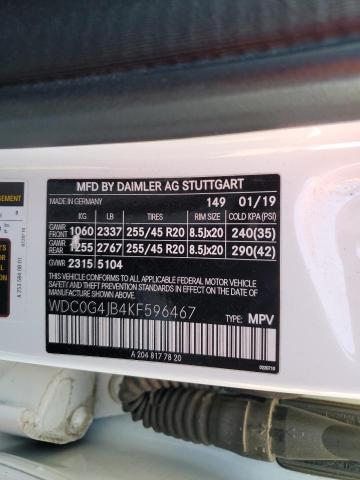 MFD BY DAIMLER AG STUTTGART
MADE IN GERMANY 149 01/19
GAWR FRONT KG 1060 LB 2337 TIRES 255/45 R20 RIM SIZE 8.5Jx20 COLD KPA(PSI) 240(35)
GAWR REAR 1255 2767 255/45 R20 8.5Jx20 290(42)
GVWR 2315 5104
THIS VEHICLE CONFORMS TO ALL APPLICABLE U.S. FEDERAL MOTOR VEHICLE
SAFETY, BUMPER, AND THEFT PREVENTION STANDARDS IN EFFECT ON
THE DATE OF MANUFACTURE SHOWN ABOVE.
WDC0G4JB4KF596467
TYPE: MPV
A 204 817 78 20